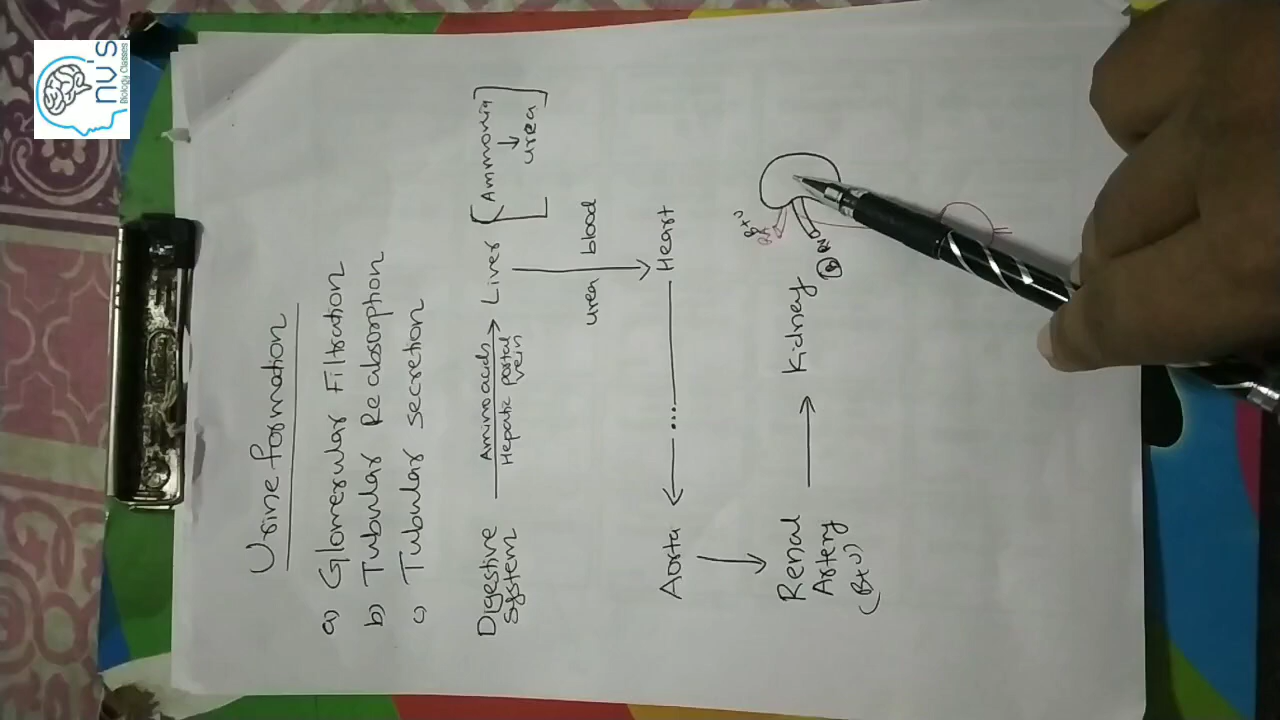 nv's
Biology Classes
Urine formation
a) Glomerular Filtration
b) Tubular Reabsorption
c) Tubular secretion
Digestive System
Amino acids
Hepatic portal vein
Liver
[Ammonia
↓
urea]
urea blood
Heart
Aorta
Renal Artery
(B+U)
Kidney